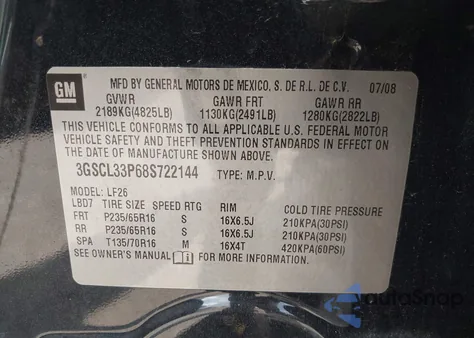 GM
MFD BY GENERAL MOTORS DE MEXICO, S. DE R.L. DE C.V. 07/08
GVWR GAWR FRT GAWR RR
2189KG(4825LB) 1130KG(2491LB) 1280KG(2822LB)
THIS VEHICLE CONFORMS TO ALL APPLICABLE U.S. FEDERAL MOTOR
VEHICLE SAFETY AND THEFT PREVENTION STANDARDS IN EFFECT ON
THE DATE OF MANUFACTURE SHOWN ABOVE.
3GSCL33P68S722144 TYPE: M.P.V.
MODEL: LF26
LBD7 TIRE SIZE SPEED RTG RIM COLD TIRE PRESSURE
FRT P235/65R16 S 16X6.5J 210KPA(30PSI)
RR P235/65R16 S 16X6.5J 210KPA(30PSI)
SPA T135/70R16 M 16X4T 420KPA(60PSI)
SEE OWNER'S MANUAL FOR MORE INFORMATION
autoSnap